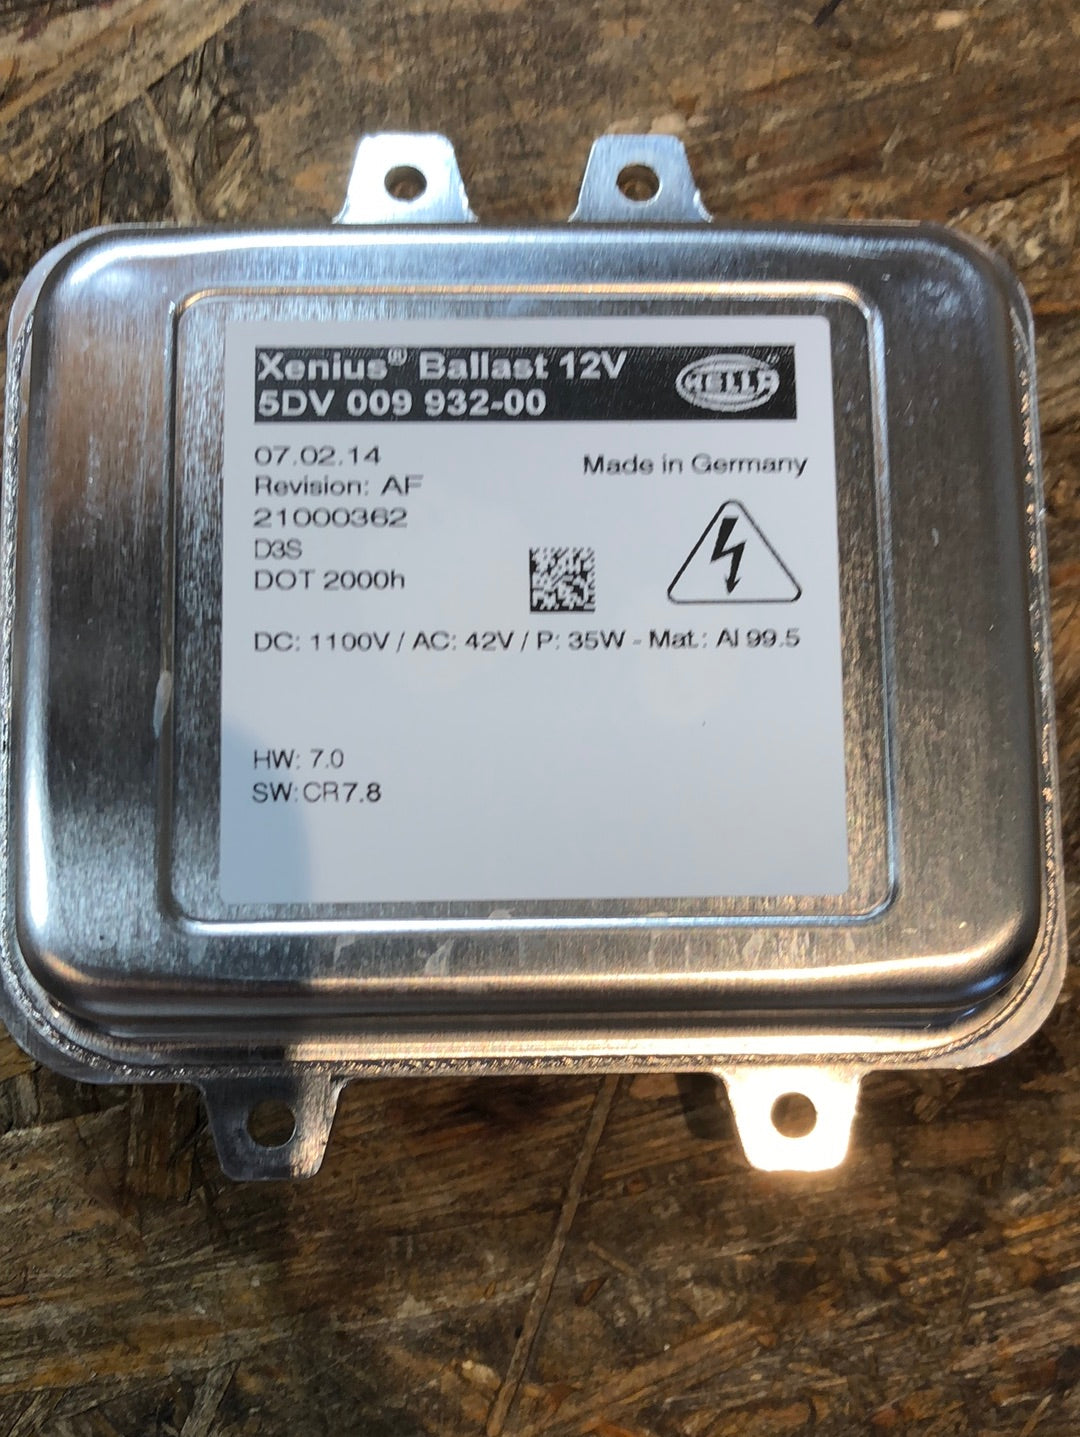 Xenius® Ballast 12V
5DV 009 932-00
HELLA
07.02.14
Made in Germany
Revision: AF
21000362
D3S
DOT 2000h
DC: 1100V / AC: 42V / P: 35W - Mat.: Al 99.5
HW: 7.0
SW:CR7.8